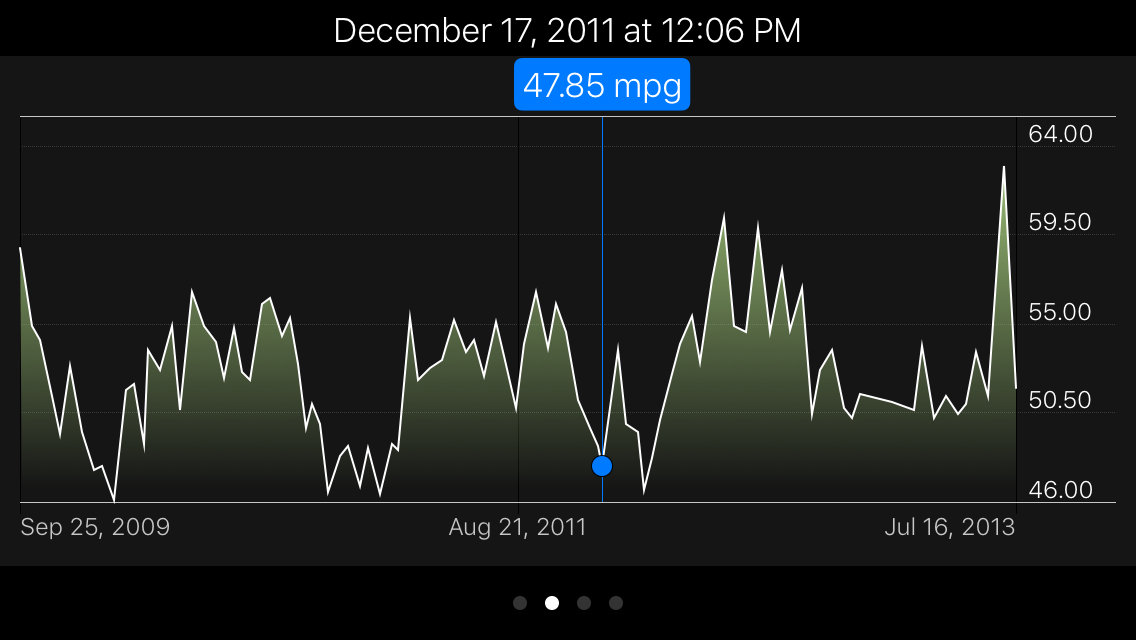 December 17, 2011 at 12:06 PM
47.85 mpg
64.00
59.50
55.00
50.50
46.00
Sep 25, 2009
Aug 21, 2011
Jul 16, 2013